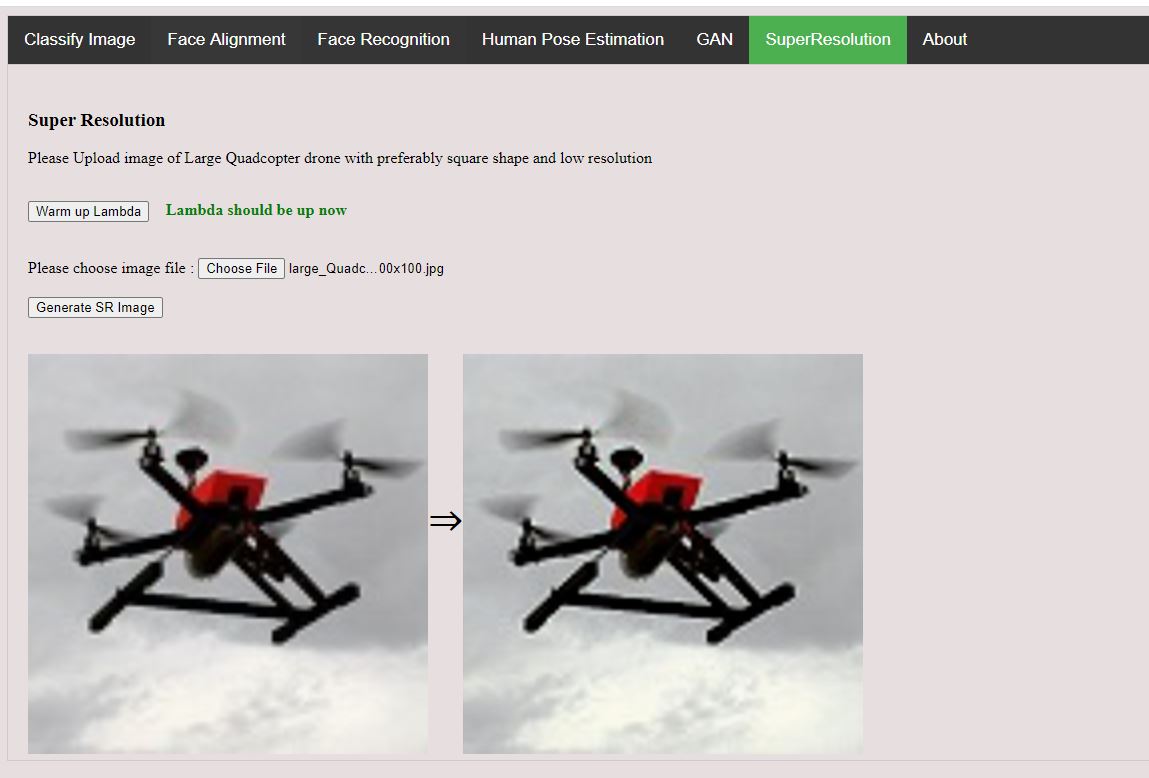 Classify Image Face Alignment Face Recognition Human Pose Estimation GAN SuperResolution About
Super Resolution
Please Upload image of Large Quadcopter drone with preferably square shape and low resolution
Warm up Lambda Lambda should be up now
Please choose image file : Choose File large_Quadc...00x100.jpg
Generate SR Image
⇒